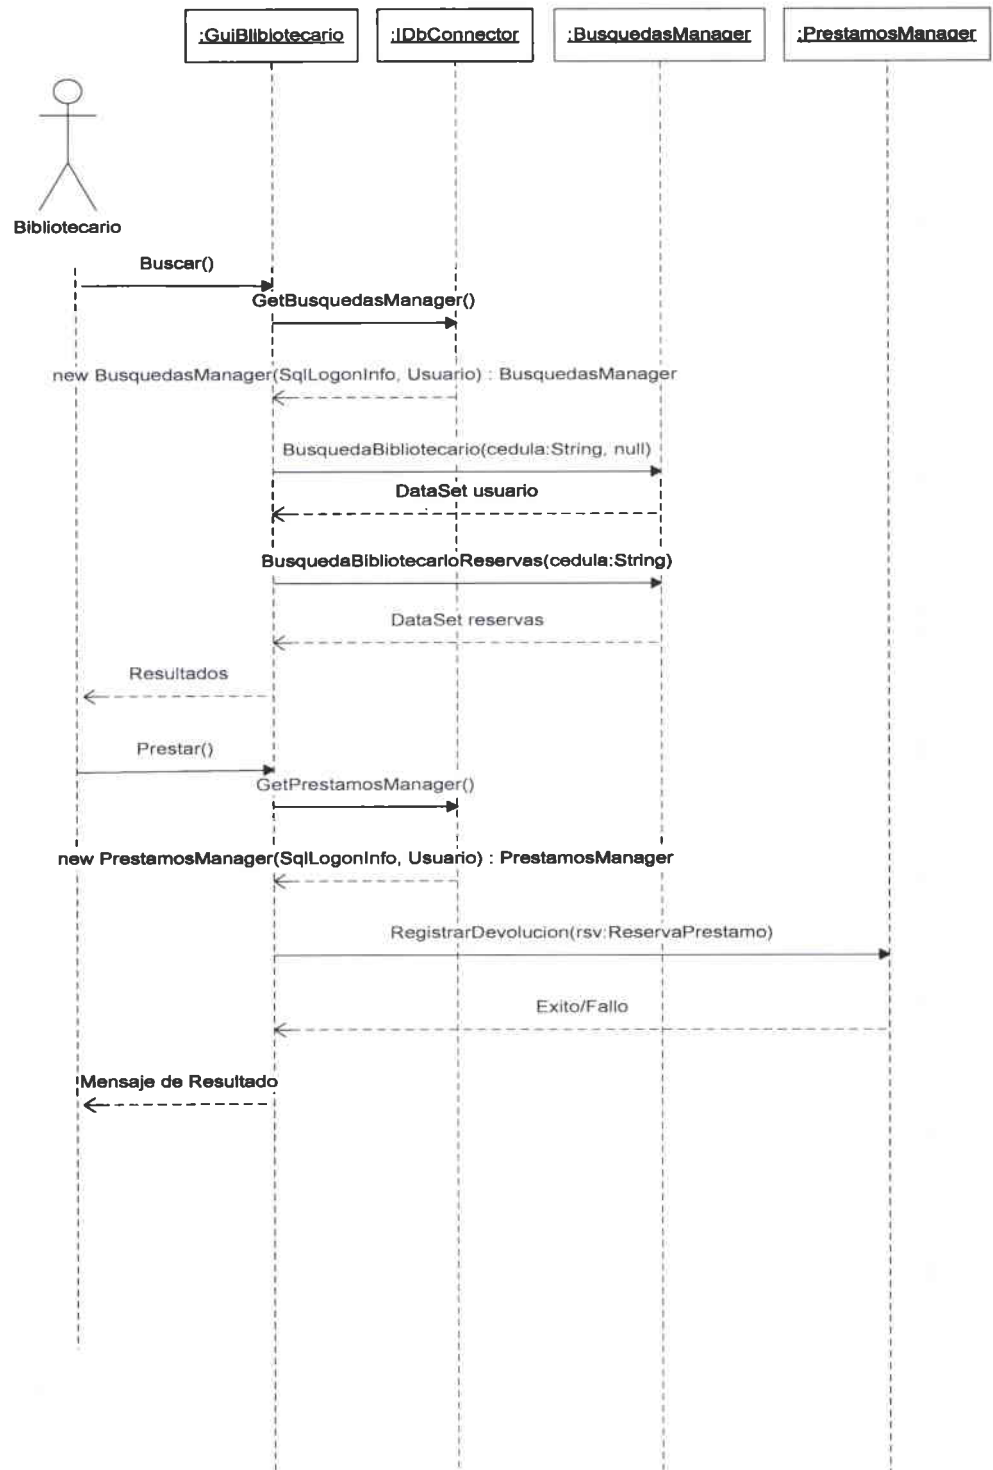 :GuiBlibiotecario
:IDbConnector
:BusquedasManager
:PrestamosManager
Bibliotecario
Buscar()
GetBusquedasManager()
new BusquedasManager(SqlLogonInfo, Usuario) : BusquedasManager
BusquedaBibliotecario(cedula:String, null)
DataSet usuario
BusquedaBibliotecarioReservas(cedula:String)
DataSet reservas
Resultados
Prestar()
GetPrestamosManager()
new PrestamosManager(SqlLogonInfo, Usuario) : PrestamosManager
RegistrarDevolucion(rsv:ReservaPrestamo)
Exito/Fallo
Mensaje de Resultado